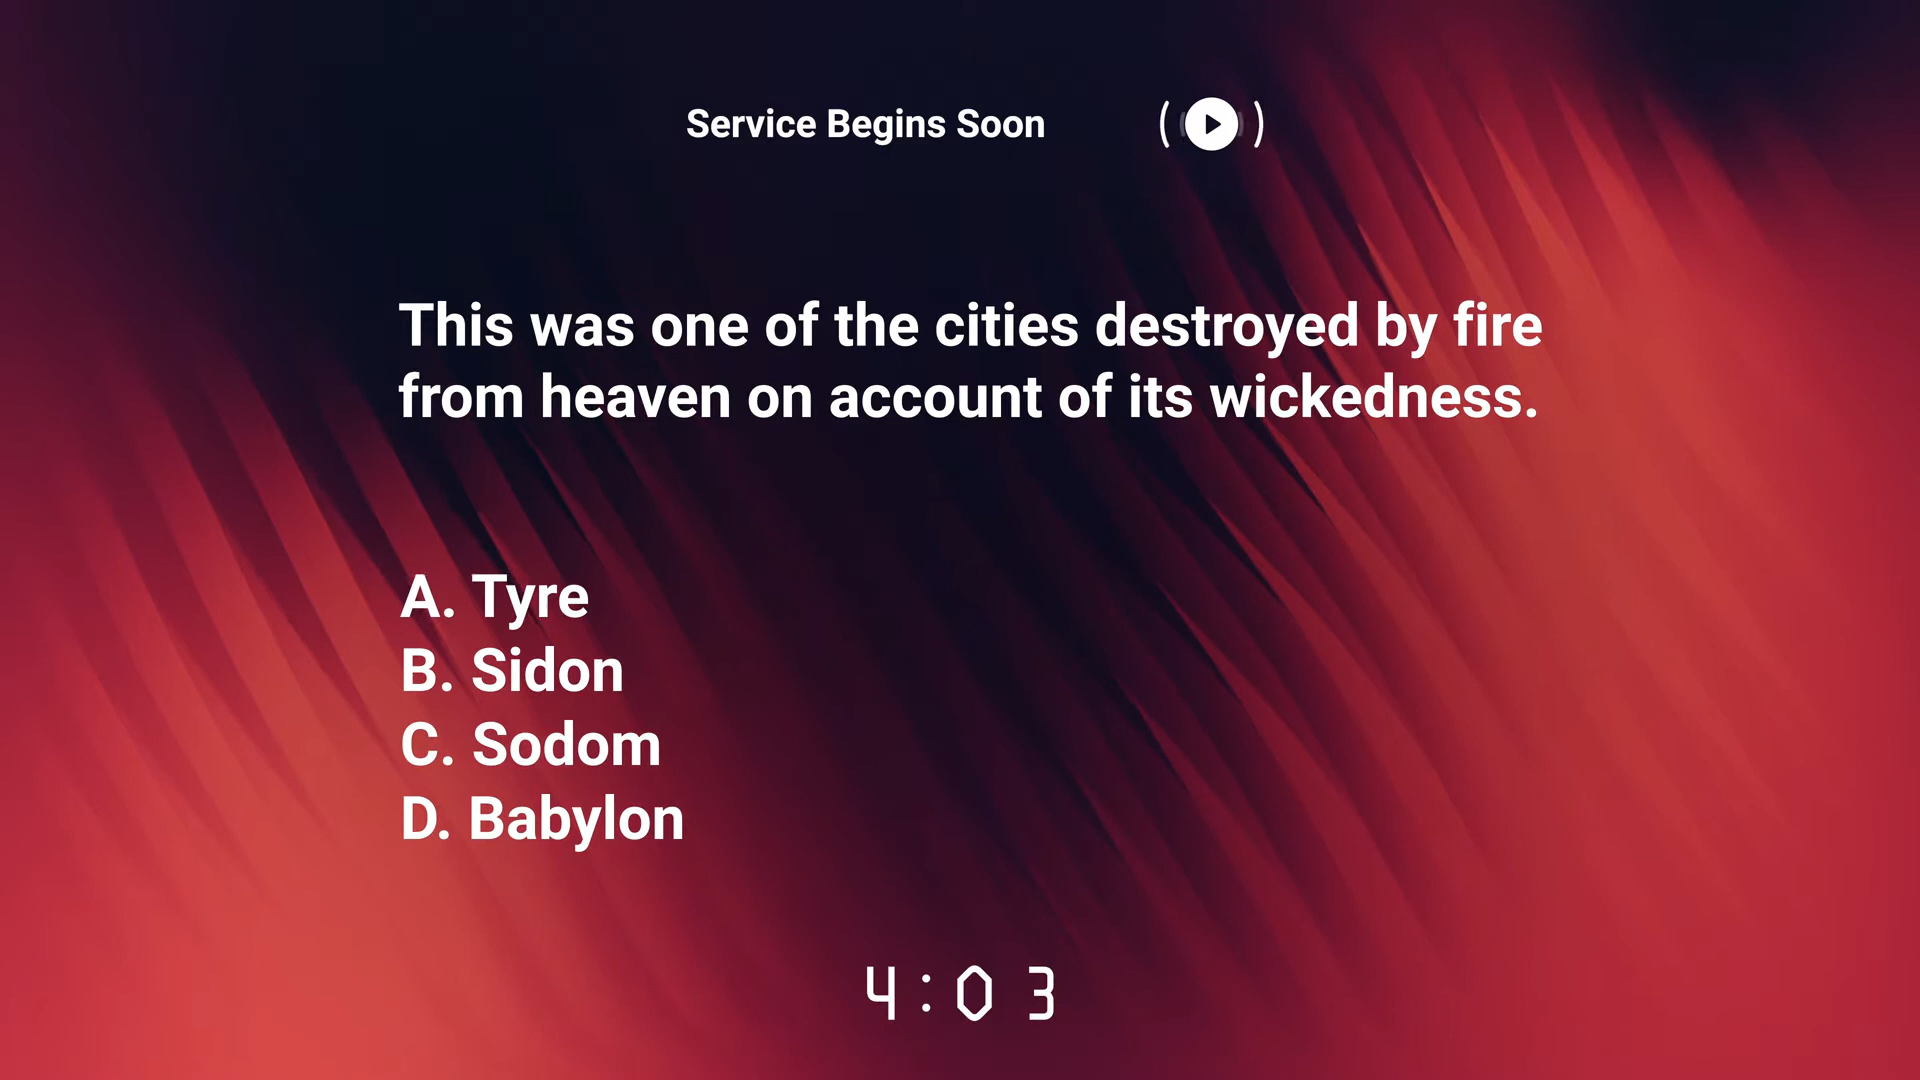 Service Begins Soon
This was one of the cities destroyed by fire
from heaven on account of its wickedness.
A. Tyre
B. Sidon
C. Sodom
D. Babylon
4:03